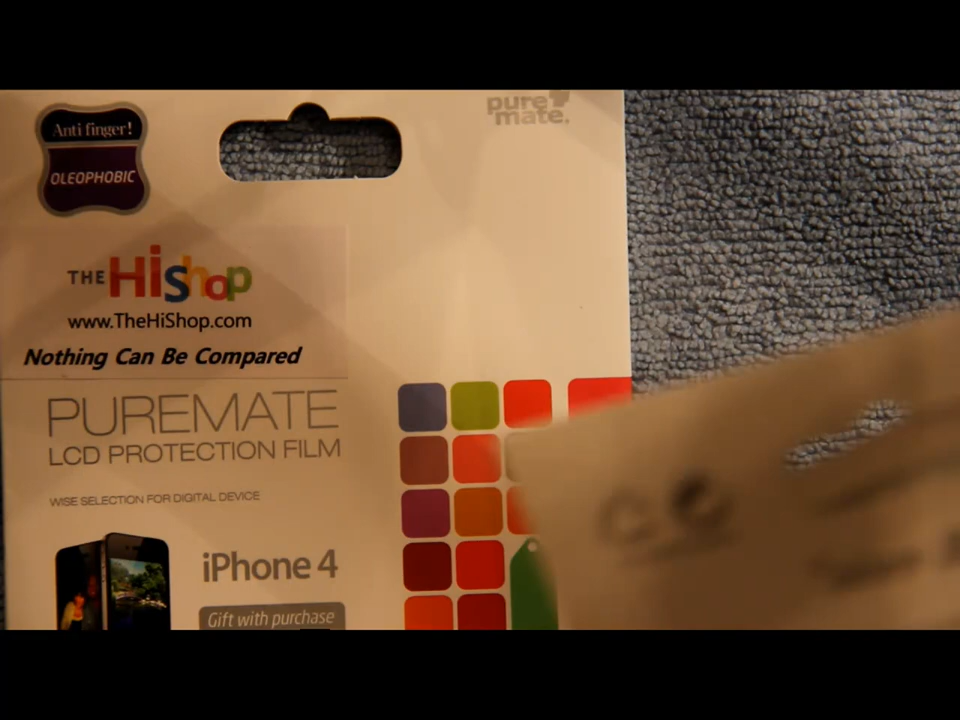 Anti finger!
OLEOPHOBIC
pure mate.
THE HiShop
www.TheHiShop.com
Nothing Can Be Compared
PUREMATE
LCD PROTECTION FILM
WISE SELECTION FOR DIGITAL DEVICE
iPhone 4
Gift with purchase